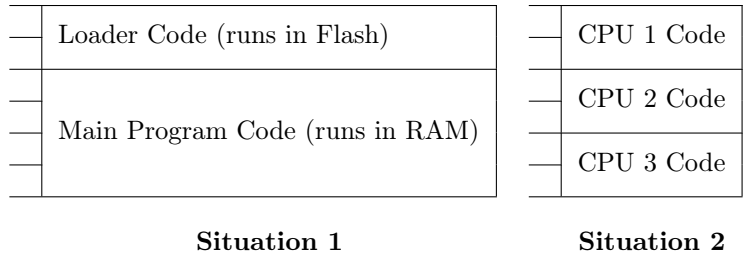 Loader Code (runs in Flash)
Main Program Code (runs in RAM)
Situation 1
CPU 1 Code
CPU 2 Code
CPU 3 Code
Situation 2